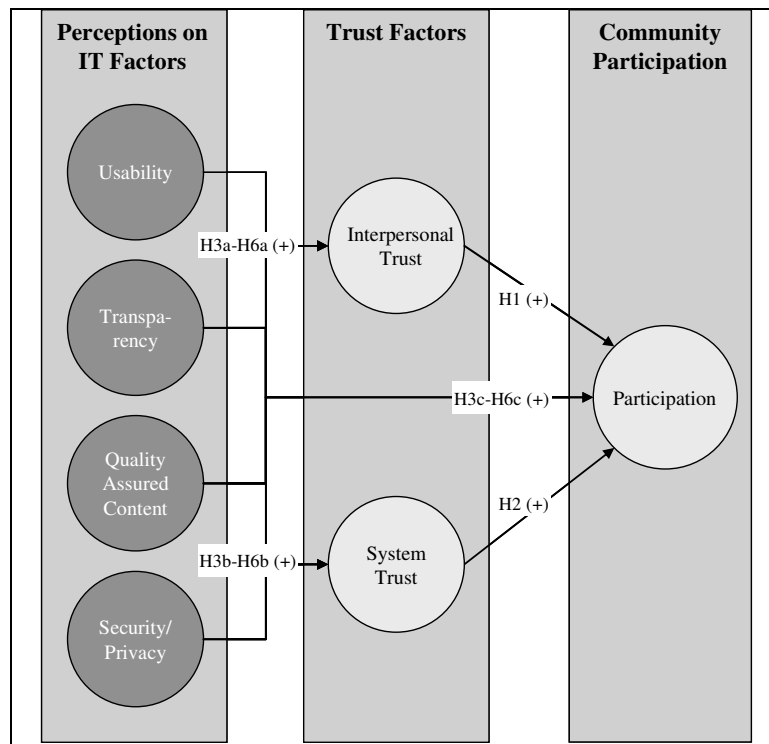 Perceptions on
IT Factors
Trust Factors
Community
Participation
Usability
H3a-H6a (+)
Interpersonal
Trust
H1 (+)
Transpa-
rency
H3c-H6c (+)
Participation
Quality
Assured
Content
H2 (+)
H3b-H6b (+)
System
Trust
Security/
Privacy